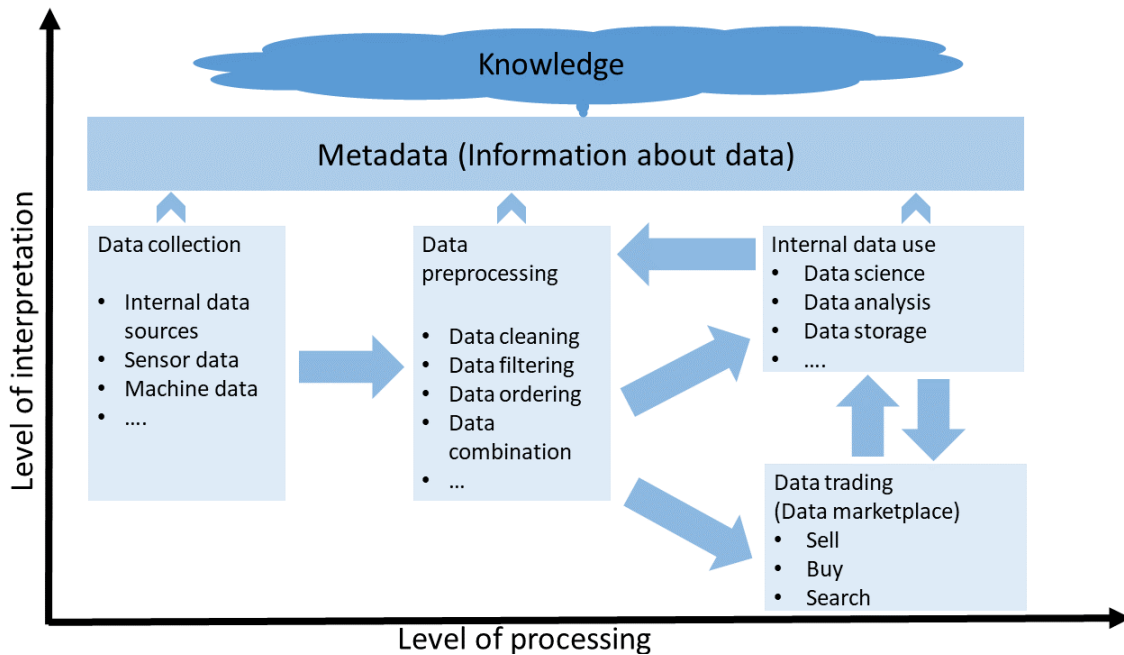 Knowledge
Metadata (Information about data)
Level of interpretation
Data collection
• Internal data
sources
• Sensor data
• Machine data
• ....
Data
preprocessing
• Data cleaning
• Data filtering
• Data ordering
• Data
combination
• ...
Internal data use
• Data science
• Data analysis
• Data storage
• ....
Data trading
(Data marketplace)
• Sell
• Buy
• Search
Level of processing